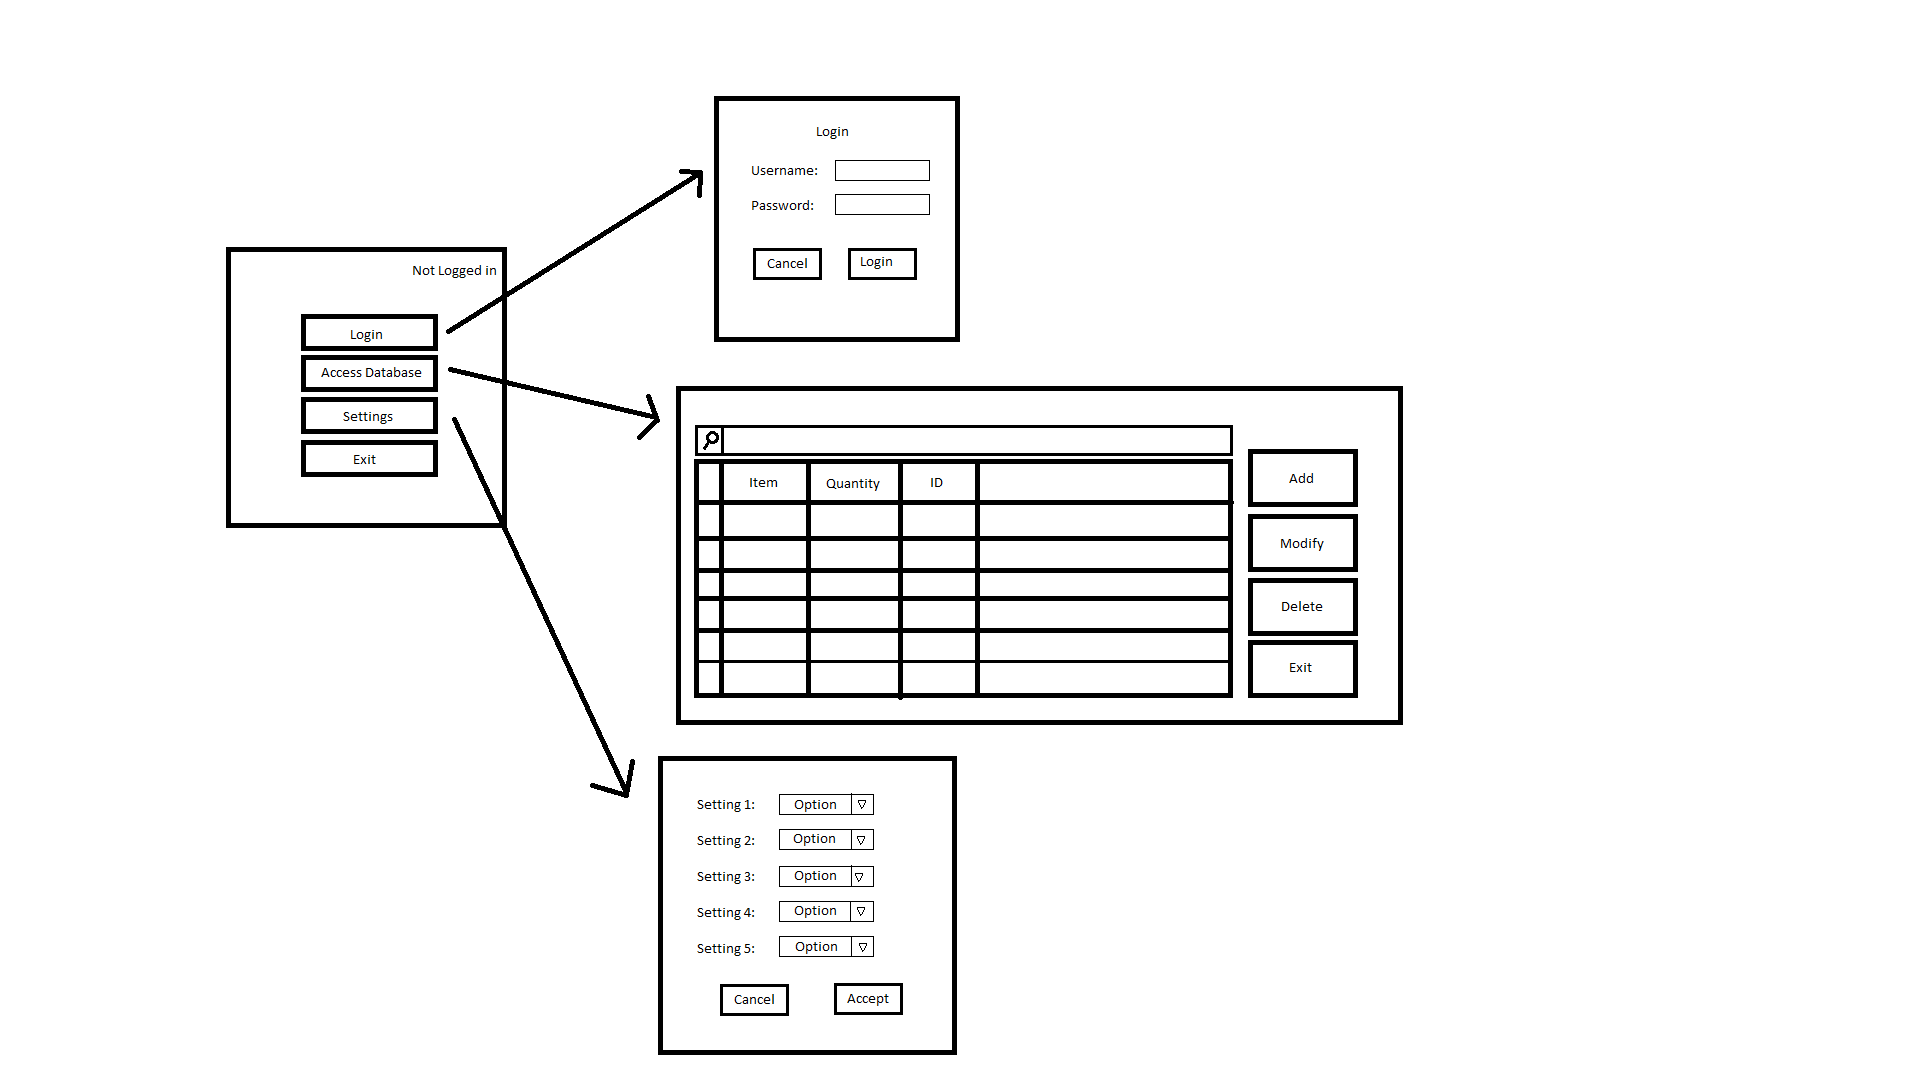 Not Logged in
Login
Access Database
Settings
Exit
Login
Username:
Password:
Cancel Login
Item Quantity ID
Add
Modify
Delete
Exit
Setting 1: Option
Setting 2: Option
Setting 3: Option
Setting 4: Option
Setting 5: Option
Cancel Accept